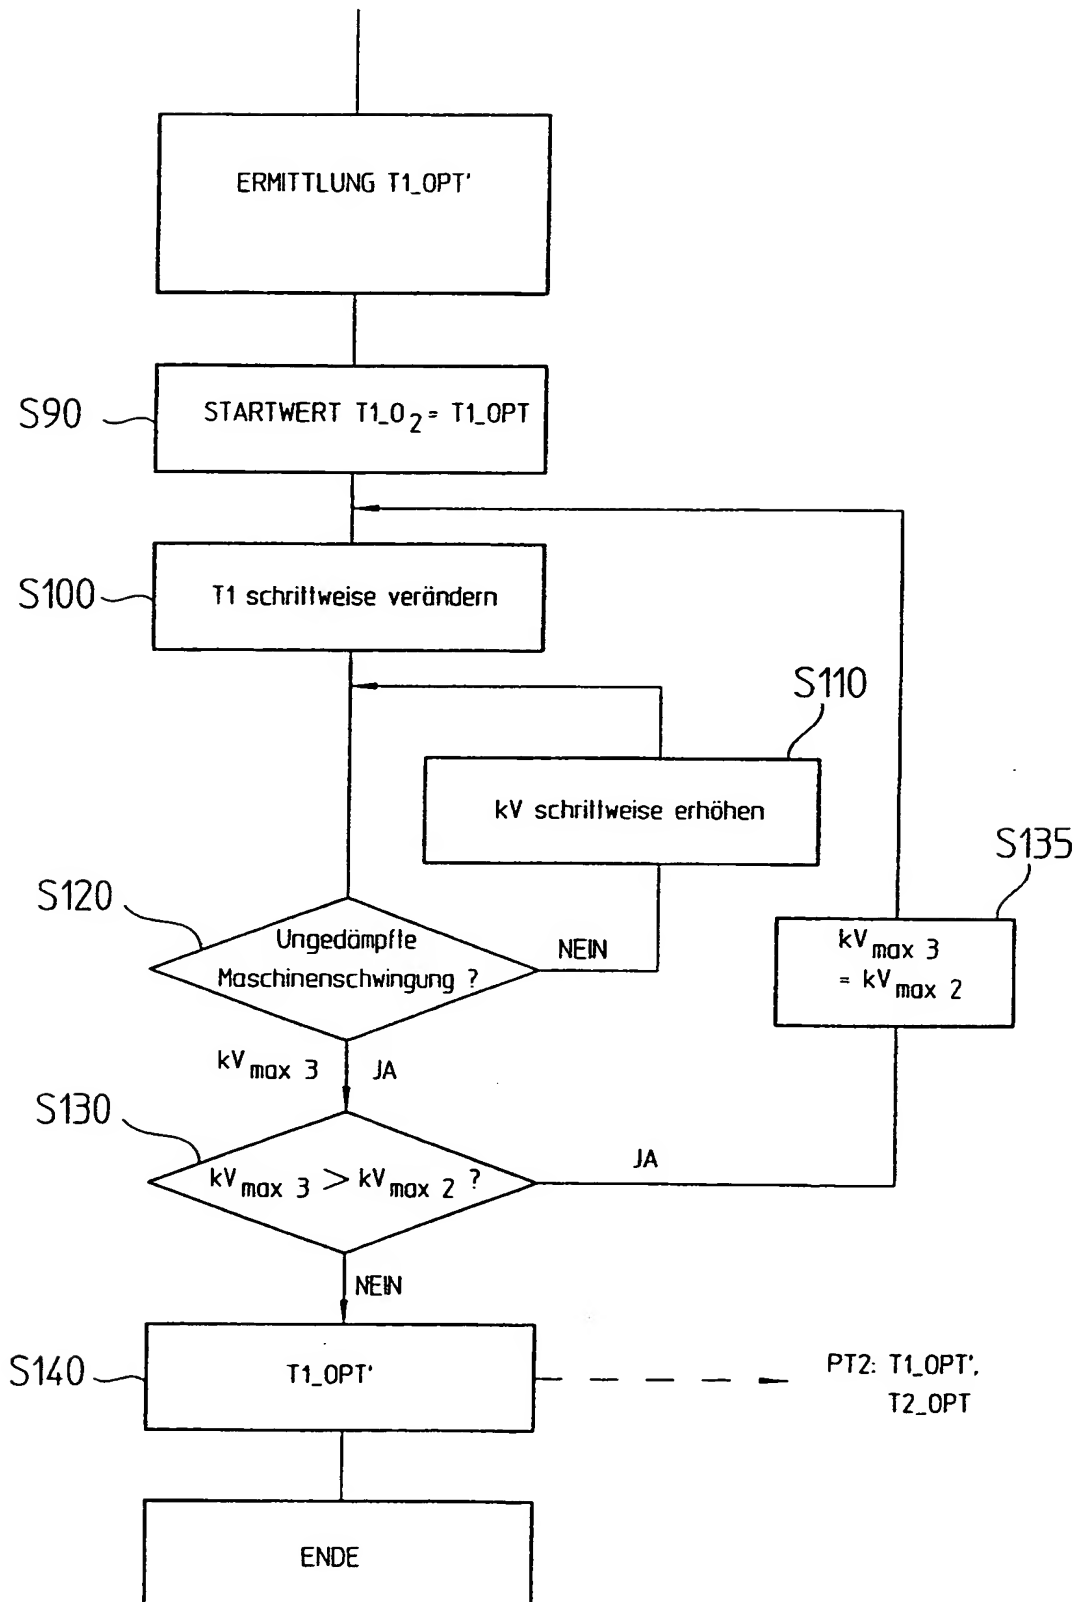 ERMITTLUNG T1_OPT'
S90
STARTWERT T1_O2 = T1_OPT
S100
T1 schrittweise verändern
S110
kV schrittweise erhöhen
S135
kVmax 3
= kVmax 2
S120
Ungedämpfte
Maschinenschwingung ?
NEIN
kVmax 3
JA
S130
kVmax 3 > kVmax 2 ?
JA
NEIN
S140
T1_OPT'
PT2: T1_OPT',
T2_OPT
ENDE